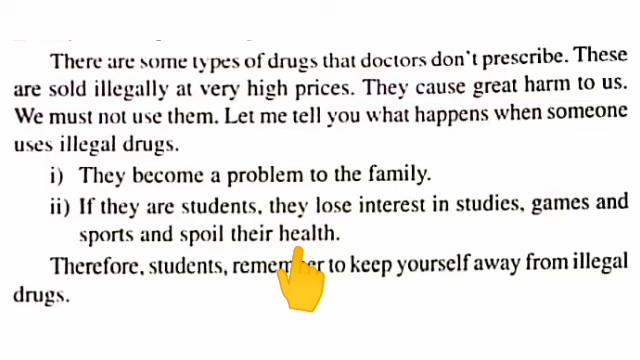 There are some types of drugs that doctors don't prescribe. These
are sold illegally at very high prices. They cause great harm to us.
We must not use them. Let me tell you what happens when someone
uses illegal drugs.
i) They become a problem to the family.
ii) If they are students, they lose interest in studies, games and
sports and spoil their health.
Therefore, students, remember to keep yourself away from illegal
drugs.